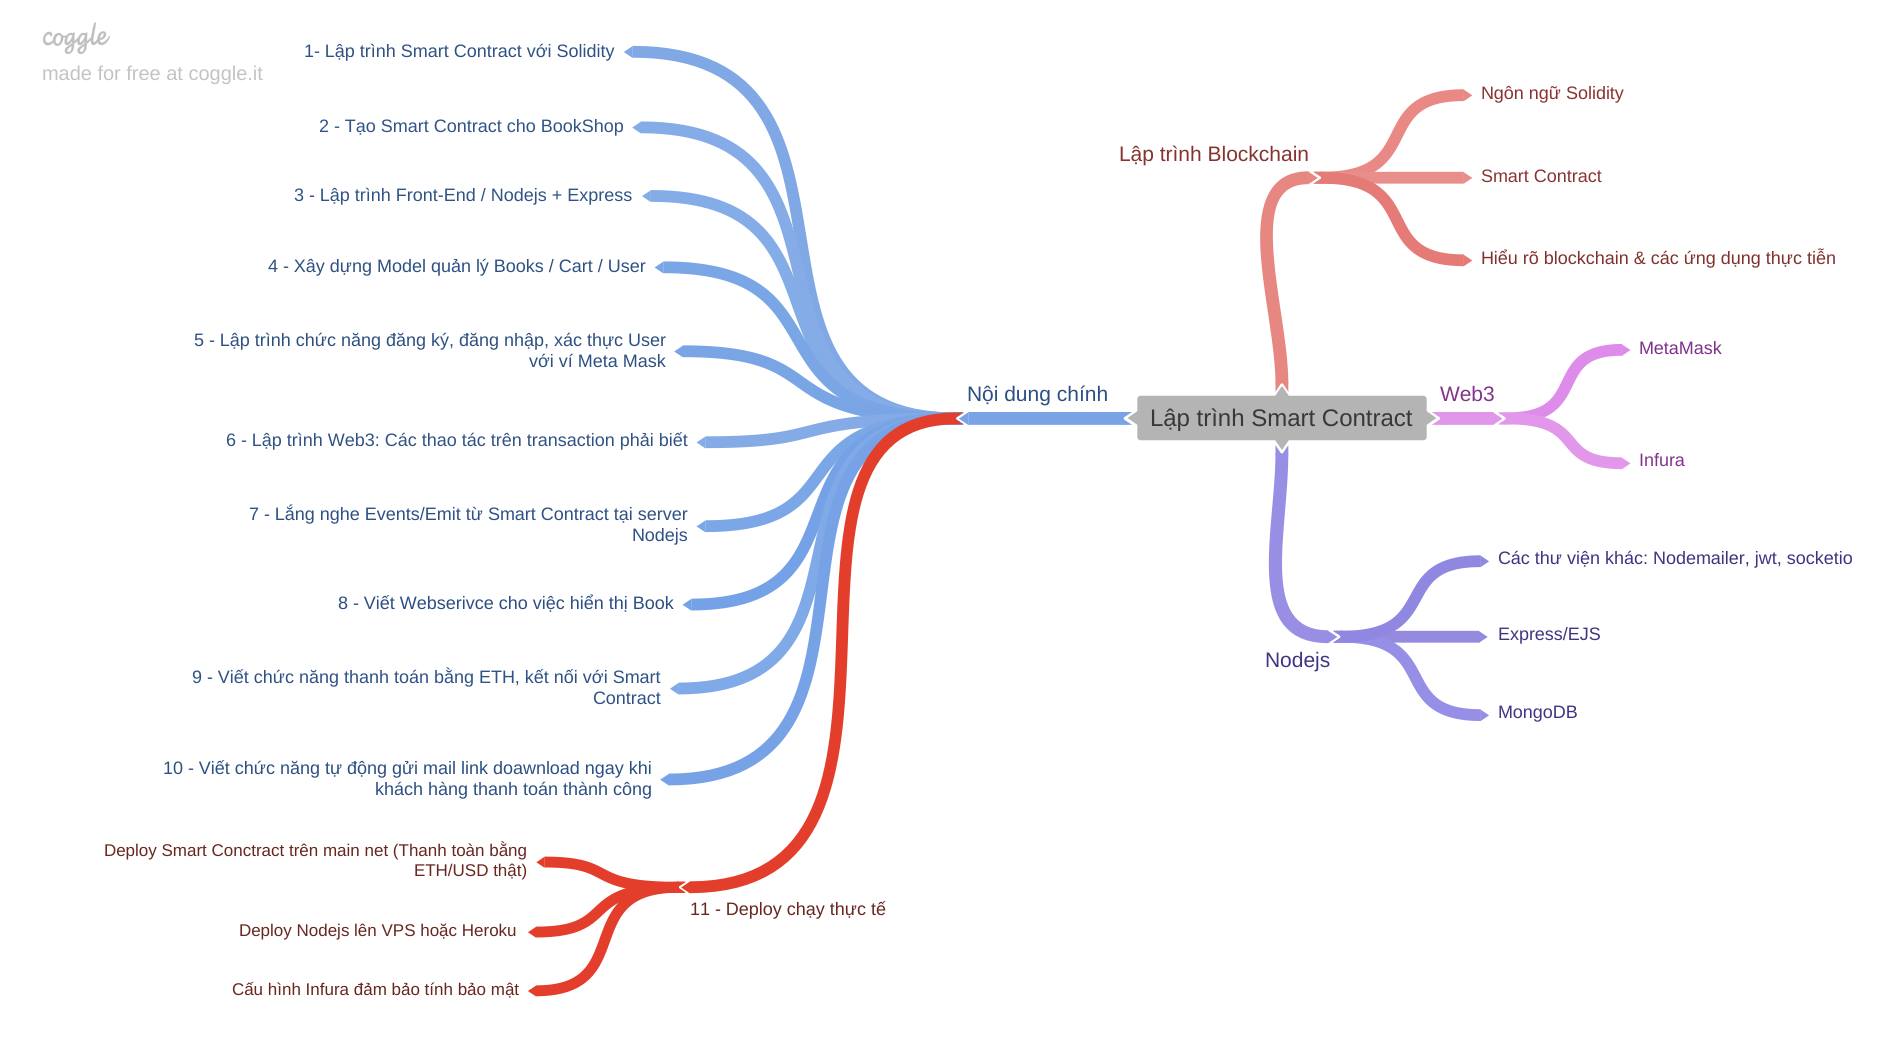 coggle
made for free at coggle.it
1- Lập trình Smart Contract với Solidity
2 - Tạo Smart Contract cho BookShop
3 - Lập trình Front-End / Nodejs + Express
4 - Xây dựng Model quản lý Books / Cart / User
5 - Lập trình chức năng đăng ký, đăng nhập, xác thực User
với ví Meta Mask
6 - Lập trình Web3: Các thao tác trên transaction phải biết
7 - Lắng nghe Events/Emit từ Smart Contract tại server
Nodejs
8 - Viết Webserivce cho việc hiển thị Book
9 - Viết chức năng thanh toán bằng ETH, kết nối với Smart
Contract
10 - Viết chức năng tự động gửi mail link doawnload ngay khi
khách hàng thanh toán thành công
11 - Deploy chạy thực tế
Deploy Smart Conctract trên main net (Thanh toàn bằng
ETH/USD thật)
Deploy Nodejs lên VPS hoặc Heroku
Cấu hình Infura đảm bảo tính bảo mật
Nội dung chính
Lập trình Smart Contract
Lập trình Blockchain
Ngôn ngữ Solidity
Smart Contract
Hiểu rõ blockchain & các ứng dụng thực tiễn
Web3
MetaMask
Infura
Nodejs
Các thư viện khác: Nodemailer, jwt, socketio
Express/EJS
MongoDB